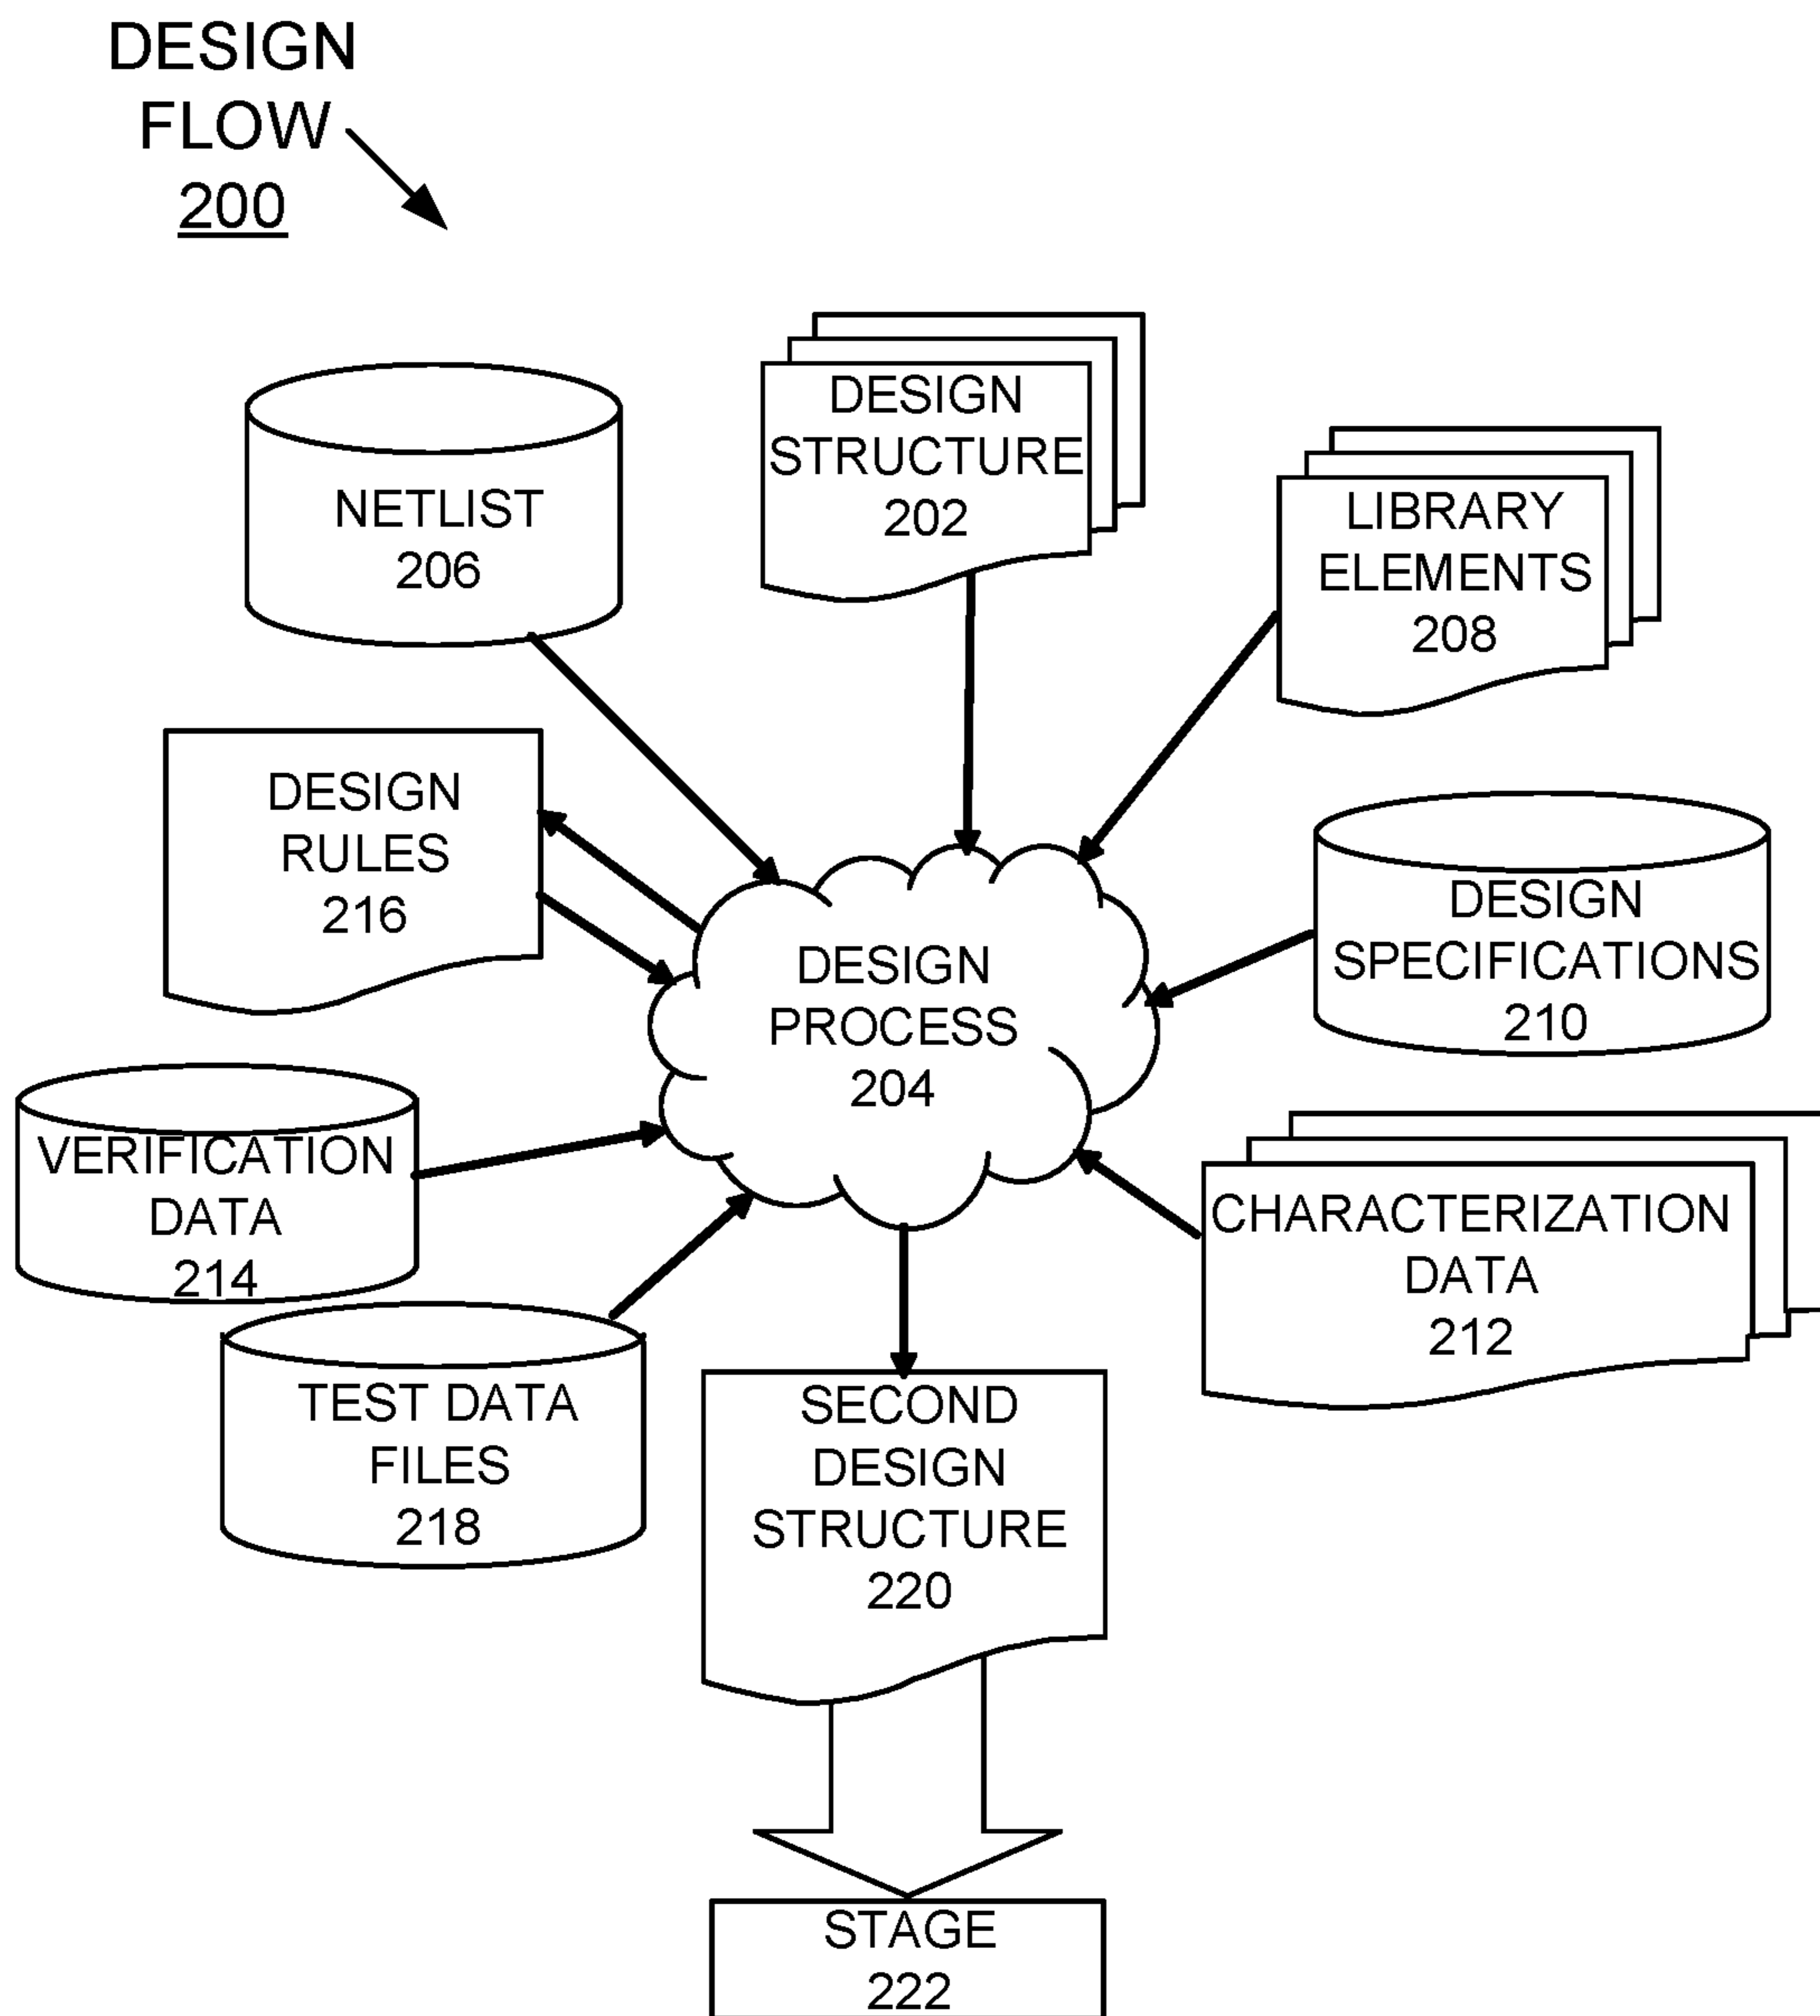 DESIGN
FLOW
200
DESIGN
STRUCTURE
202
NETLIST
206
LIBRARY
ELEMENTS
208
DESIGN
RULES
216
DESIGN
SPECIFICATIONS
210
DESIGN
PROCESS
204
VERIFICATION
DATA
214
CHARACTERIZATION
DATA
212
TEST DATA
FILES
218
SECOND
DESIGN
STRUCTURE
220
STAGE
222